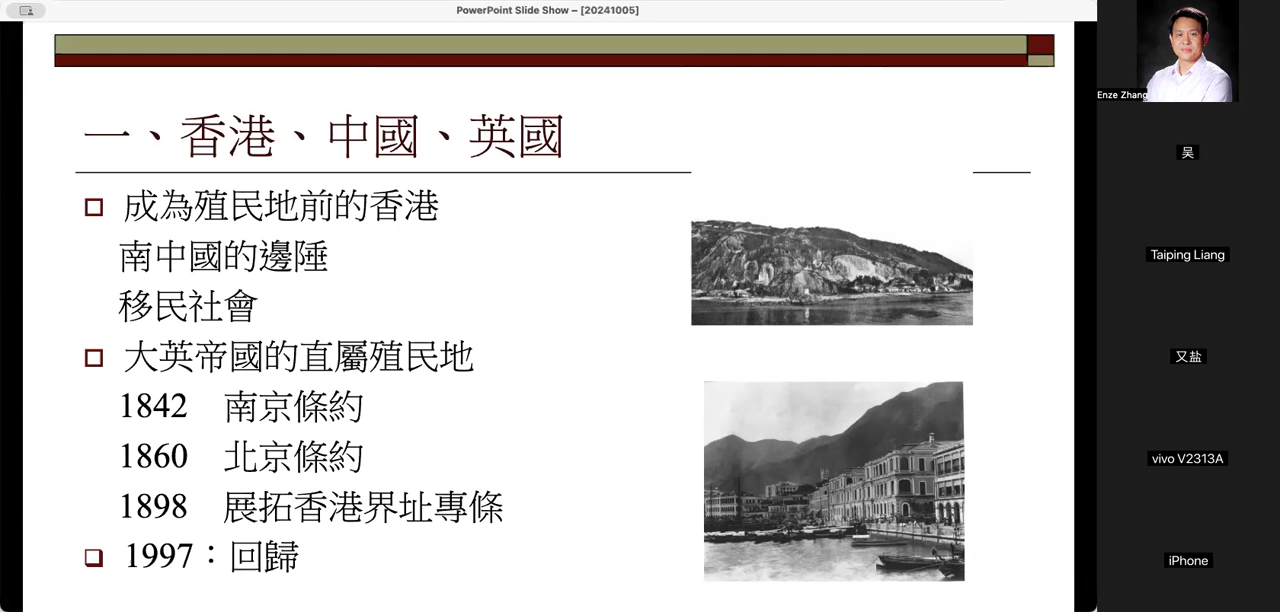 PowerPoint Slide Show – [20241005]
一、香港、中國、英國
成為殖民地前的香港
南中國的邊陲
移民社會
大英帝國的直屬殖民地
1842 南京條約
1860 北京條約
1898 展拓香港界址專條
1997：回歸
Enze Zhang
吴
Taiping Liang
又盐
vivo V2313A
iPhone